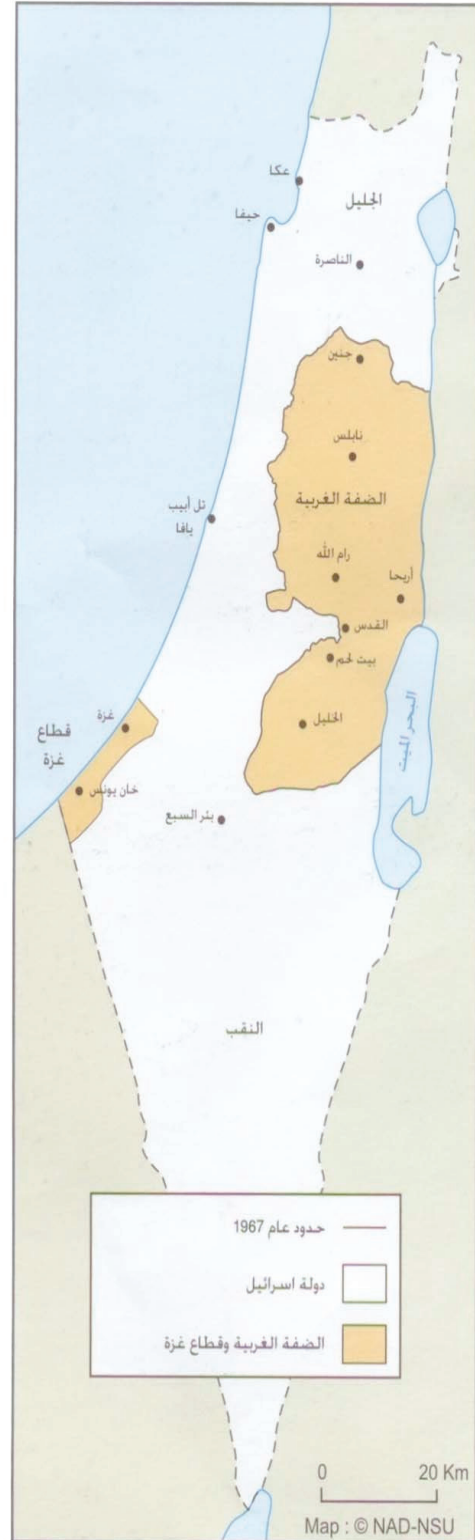 عكا
الجليل
حيفا
الناصرة
جنين
نابلس
الضفة الغربية
تل أبيب
يافا
رام الله
أريحا
القدس
بيت لحم
البحر الميت
الخليل
غزة
قطاع
غزة
خان يونس
بئر السبع
النقب
حدود عام 1967
دولة اسرائيل
الضفة الغربية وقطاع غزة
0 20 Km
Map : © NAD-NSU